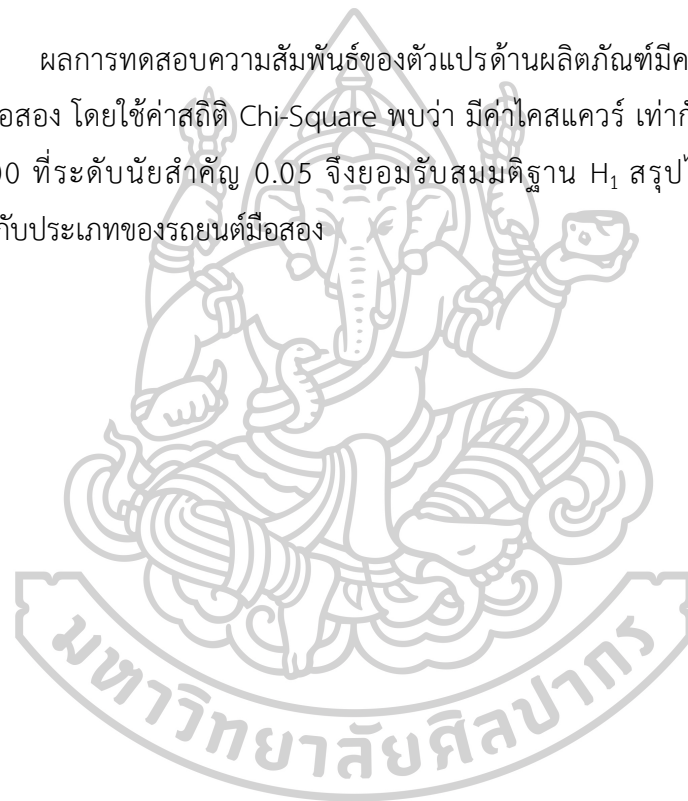 ผลการทดสอบความสัมพันธ์ของตัวแปรด้านผลิตภัณฑ์มีค
อสอง โดยใช้ค่าสถิติ Chi-Square พบว่า มีค่าไคสแควร์ เท่าก
00 ที่ระดับนัยสำคัญ 0.05 จึงยอมรับสมมติฐาน H₁ สรุปไ
กับประเภทของรถยนต์มือสอง
มหาวิทยาลัยศิลปากร